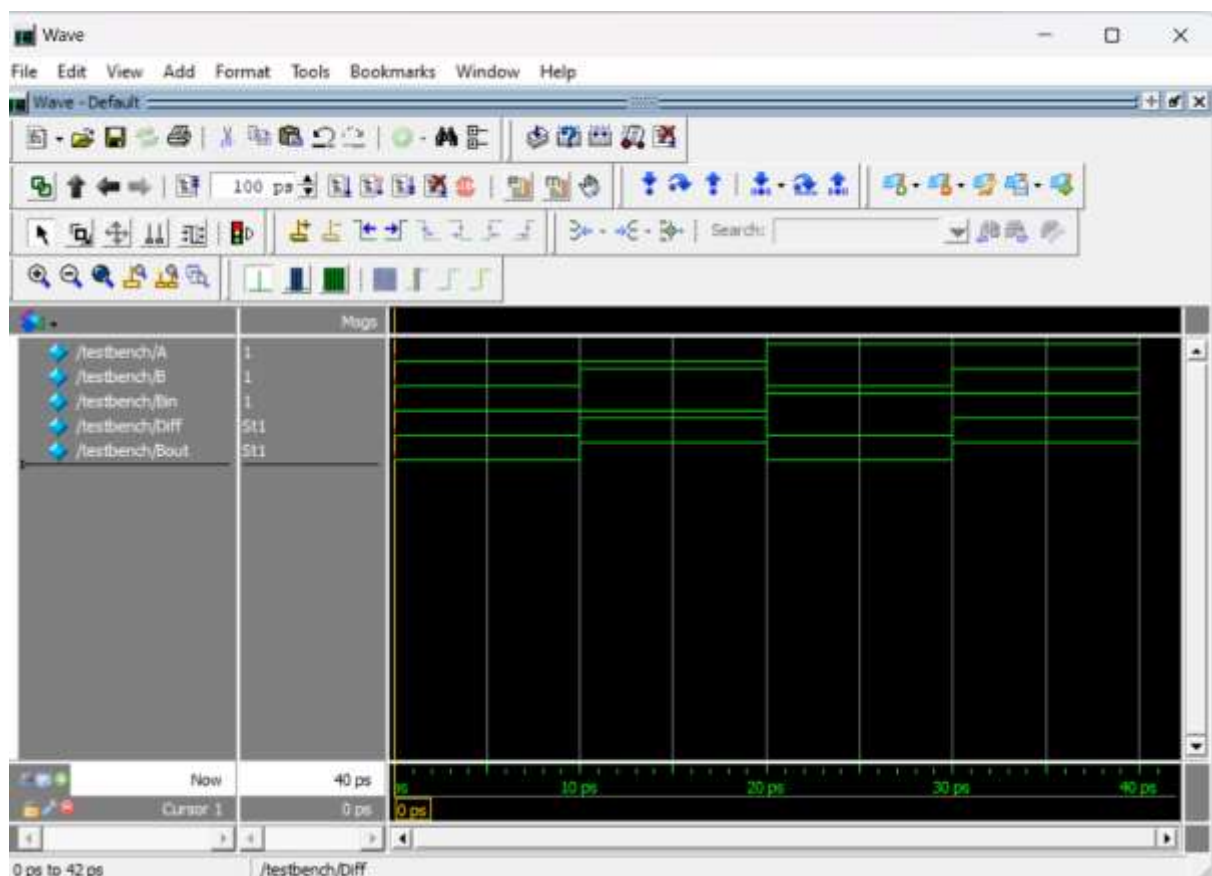 Wave
File Edit View Add Format Tools Bookmarks Window Help
Wave - Default
100 ps
Search:
Msgs
/testbench/A 1
/testbench/B 1
/testbench/Bin 1
/testbench/Diff St1
/testbench/Bout St1
Now 40 ps
ps 10 ps 20 ps 30 ps 40 ps
Cursor 1 0 ps 0 ps
0 ps to 42 ps /testbench/Diff